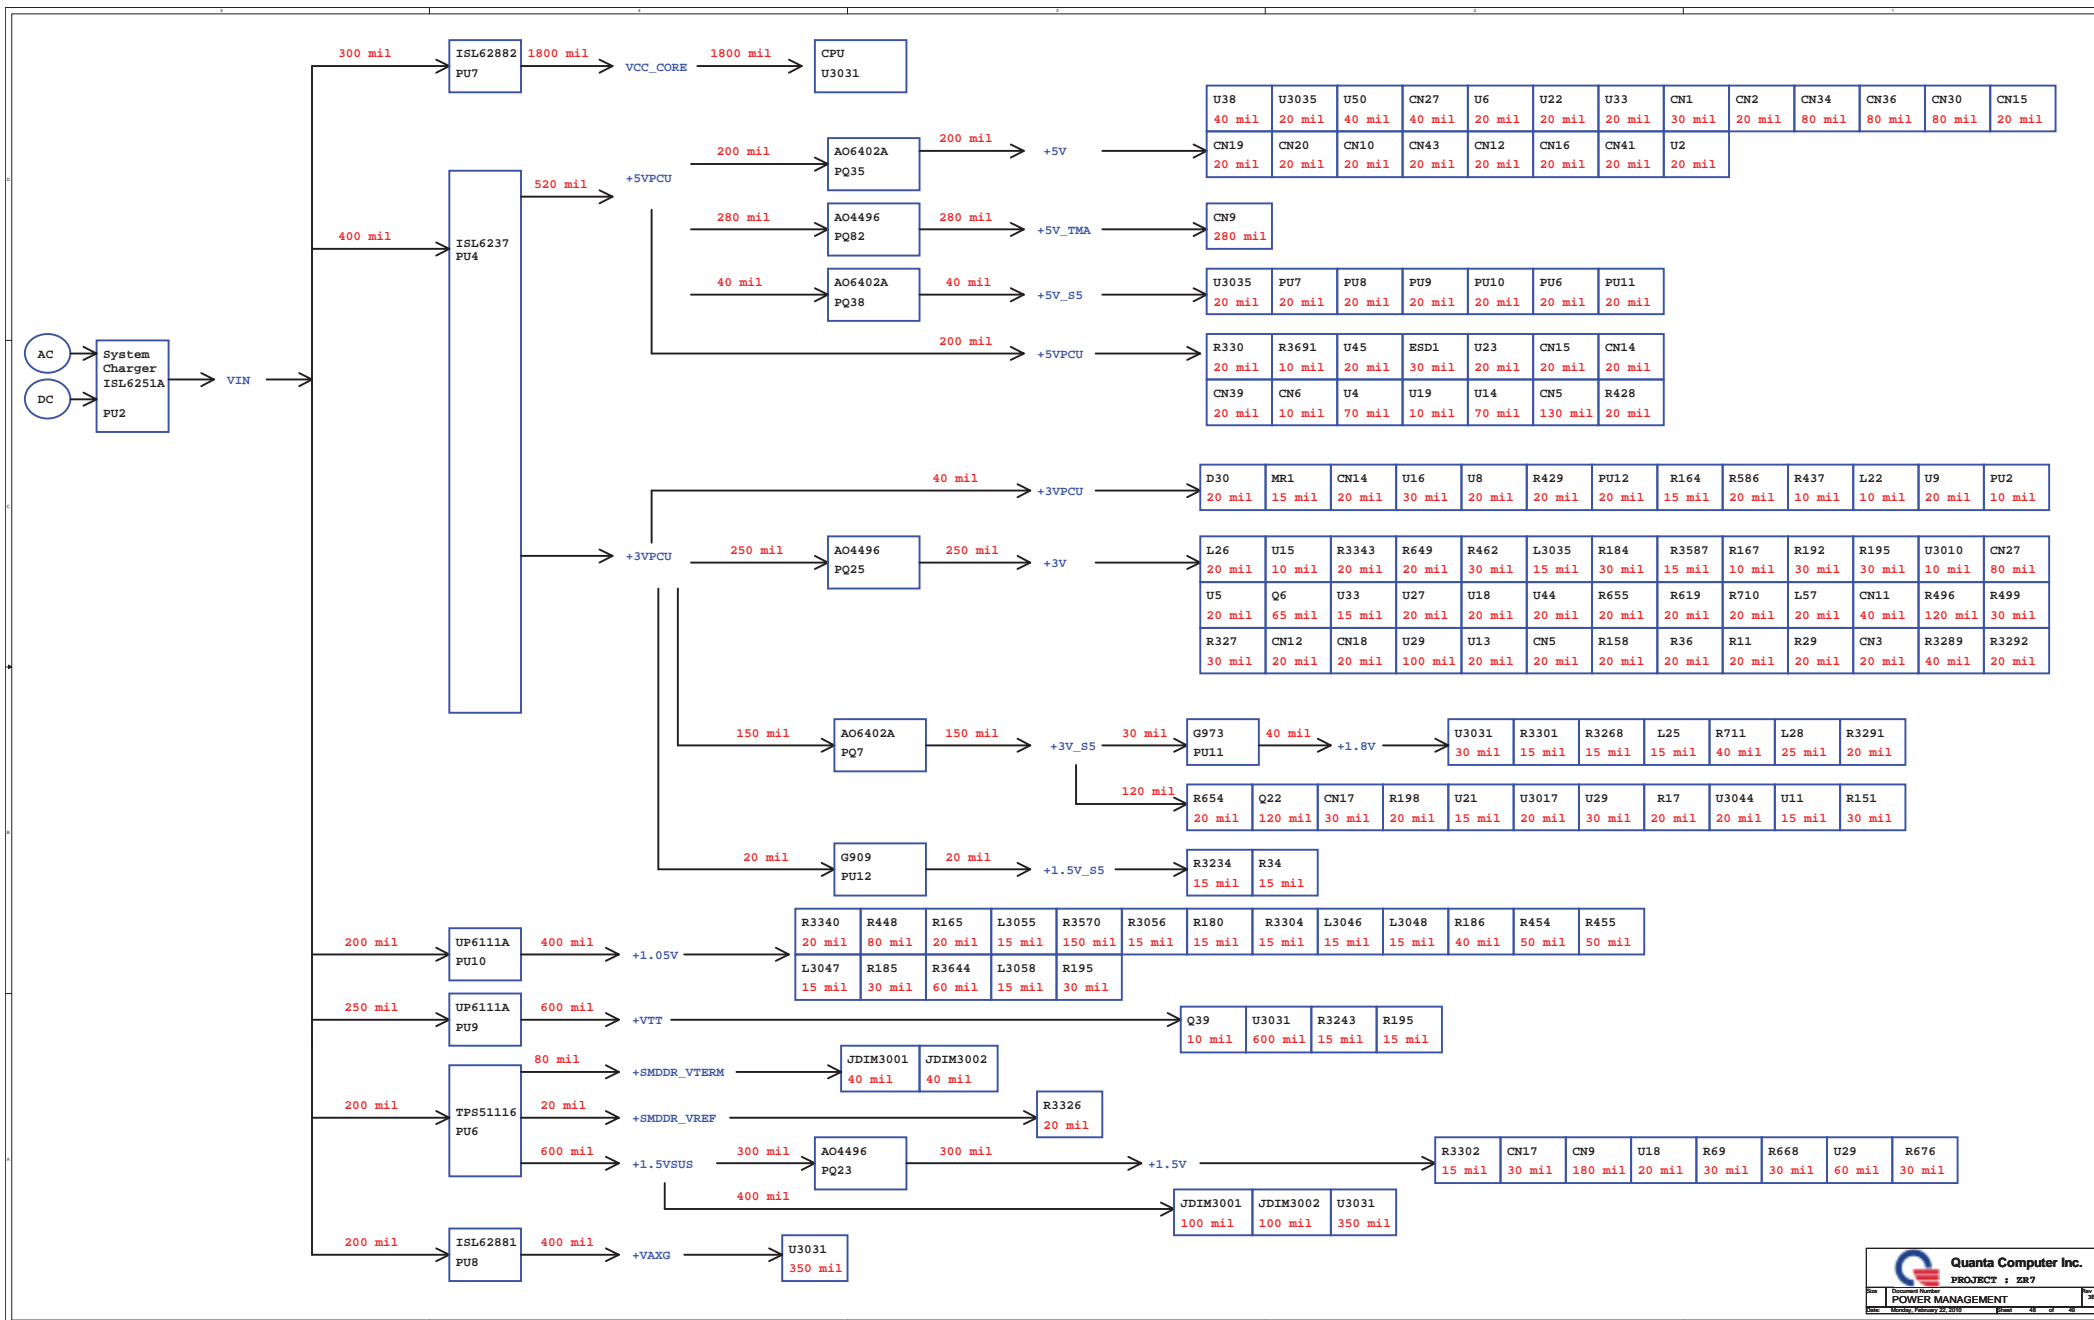 5 4 3 2 1
300 mil
ISL62882
PU7
1800 mil
VCC_CORE
1800 mil
CPU
U3031
U38 U3035 U50 CN27 U6 U22 U33 CN1 CN2 CN34 CN36 CN30 CN15
40 mil 20 mil 40 mil 40 mil 20 mil 20 mil 20 mil 30 mil 20 mil 80 mil 80 mil 80 mil 20 mil
CN19 CN20 CN10 CN43 CN12 CN16 CN41 U2
20 mil 20 mil 20 mil 20 mil 20 mil 20 mil 20 mil 20 mil
400 mil
ISL6237
PU4
520 mil
+5VPCU
200 mil
AO6402A
PQ35
200 mil
+5V
280 mil
AO4496
PQ82
280 mil
+5V_TMA
CN9
280 mil
40 mil
AO6402A
PQ38
40 mil
+5V_S5
U3035 PU7 PU8 PU9 PU10 PU6 PU11
20 mil 20 mil 20 mil 20 mil 20 mil 20 mil 20 mil
200 mil
+5VPCU
R330 R3691 U45 ESD1 U23 CN15 CN14
20 mil 10 mil 20 mil 30 mil 20 mil 20 mil 20 mil
CN39 CN6 U4 U19 U14 CN5 R428
20 mil 10 mil 70 mil 10 mil 70 mil 130 mil 20 mil
AC
DC
System
Charger
ISL6251A
PU2
VIN
40 mil
+3VPCU
D30 MR1 CN14 U16 U8 R429 PU12 R164 R586 R437 L22 U9 PU2
20 mil 15 mil 20 mil 30 mil 20 mil 20 mil 20 mil 15 mil 20 mil 10 mil 10 mil 20 mil 10 mil
+3VPCU
250 mil
AO4496
PQ25
250 mil
+3V
L26 U15 R3343 R649 R462 L3035 R184 R3587 R167 R192 R195 U3010 CN27
20 mil 10 mil 20 mil 20 mil 30 mil 15 mil 30 mil 15 mil 10 mil 30 mil 30 mil 10 mil 80 mil
U5 Q6 U33 U27 U18 U44 R655 R619 R710 L57 CN11 R496 R499
20 mil 65 mil 15 mil 20 mil 20 mil 20 mil 20 mil 20 mil 20 mil 20 mil 40 mil 120 mil 30 mil
R327 CN12 CN18 U29 U13 CN5 R158 R36 R11 R29 CN3 R3289 R3292
30 mil 20 mil 20 mil 100 mil 20 mil 20 mil 20 mil 20 mil 20 mil 20 mil 20 mil 40 mil 20 mil
150 mil
AO6402A
PQ7
150 mil
+3V_S5
30 mil
G973
PU11
40 mil
+1.8V
U3031 R3301 R3268 L25 R711 L28 R3291
30 mil 15 mil 15 mil 15 mil 40 mil 25 mil 20 mil
120 mil
R654 Q22 CN17 R198 U21 U3017 U29 R17 U3044 U11 R151
20 mil 120 mil 30 mil 20 mil 15 mil 20 mil 30 mil 20 mil 20 mil 15 mil 30 mil
20 mil
G909
PU12
20 mil
+1.5V_S5
R3234 R34
15 mil 15 mil
200 mil
UP6111A
PU10
400 mil
+1.05V
R3340 R448 R165 L3055 R3570 R3056 R180 R3304 L3046 L3048 R186 R454 R455
20 mil 80 mil 20 mil 15 mil 150 mil 15 mil 15 mil 15 mil 15 mil 15 mil 40 mil 50 mil 50 mil
L3047 R185 R3644 L3058 R195
15 mil 30 mil 60 mil 15 mil 30 mil
250 mil
UP6111A
PU9
600 mil
+VTT
Q39 U3031 R3243 R195
10 mil 600 mil 15 mil 15 mil
200 mil
TPS51116
PU6
80 mil
+SMDDR_VTERM
JDIM3001 JDIM3002
40 mil 40 mil
20 mil
+SMDDR_VREF
R3326
20 mil
600 mil
+1.5VSUS
300 mil
AO4496
PQ23
300 mil
+1.5V
R3302 CN17 CN9 U18 R69 R668 U29 R676
15 mil 30 mil 180 mil 20 mil 30 mil 30 mil 60 mil 30 mil
400 mil
JDIM3001 JDIM3002 U3031
100 mil 100 mil 350 mil
200 mil
ISL62881
PU8
400 mil
+VAXG
U3031
350 mil
Quanta Computer Inc.
PROJECT : ZR7
Size Document Number Rev
POWER MANAGEMENT
Date: Monday, February 22, 2010 Sheet 48 of